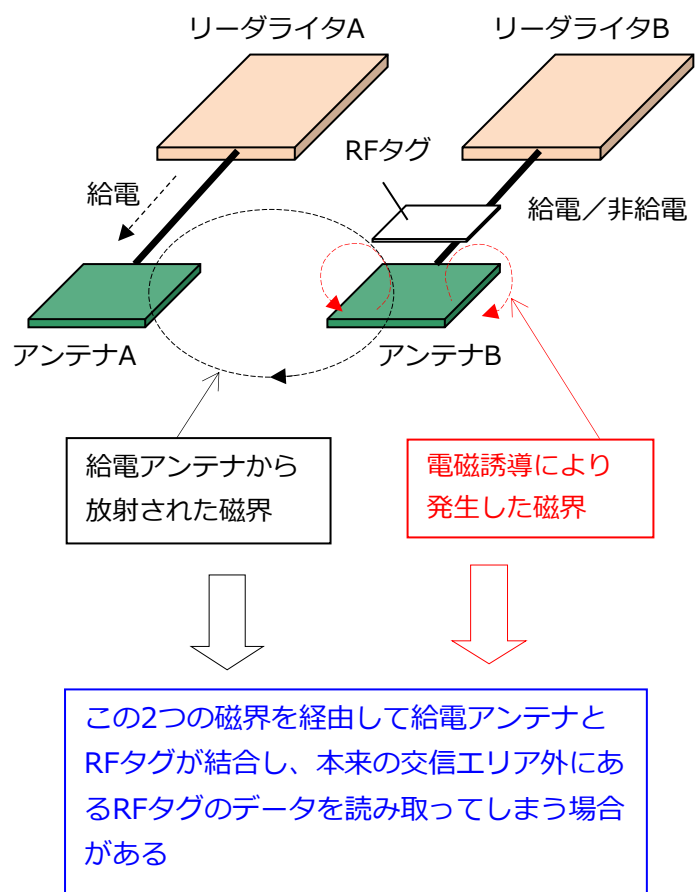 リーダライタA
リーダライタB
RFタグ
給電
給電／非給電
アンテナA
アンテナB
給電アンテナから
放射された磁界
電磁誘導により
発生した磁界
この2つの磁界を経由して給電アンテナと
RFタグが結合し、本来の交信エリア外にあ
るRFタグのデータを読み取ってしまう場合
がある